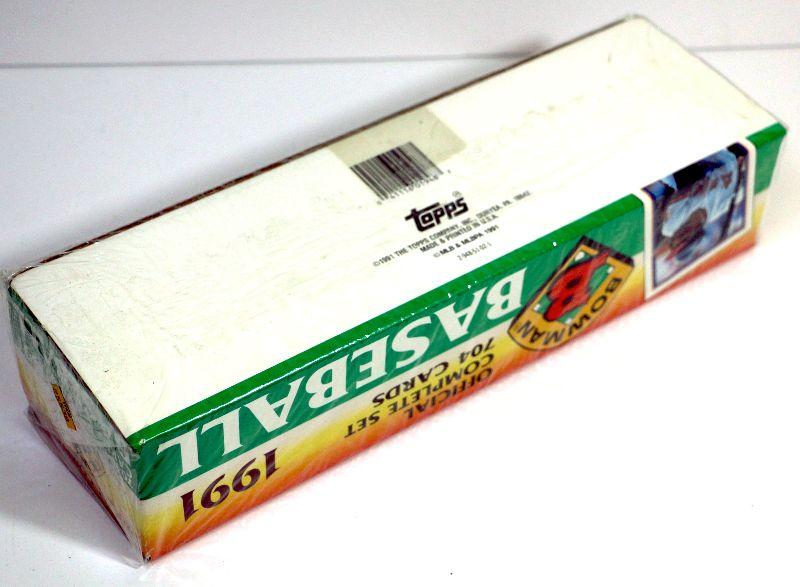 topps®
©1991 THE TOPPS COMPANY, INC. DURYEA, PA. 18642
MADE & PRINTED IN U.S.A.
© MLB & MLBPA 1991
BOWMAN
B
BASEBALL
OFFICIAL
COMPLETE SET
704 CARDS
1991